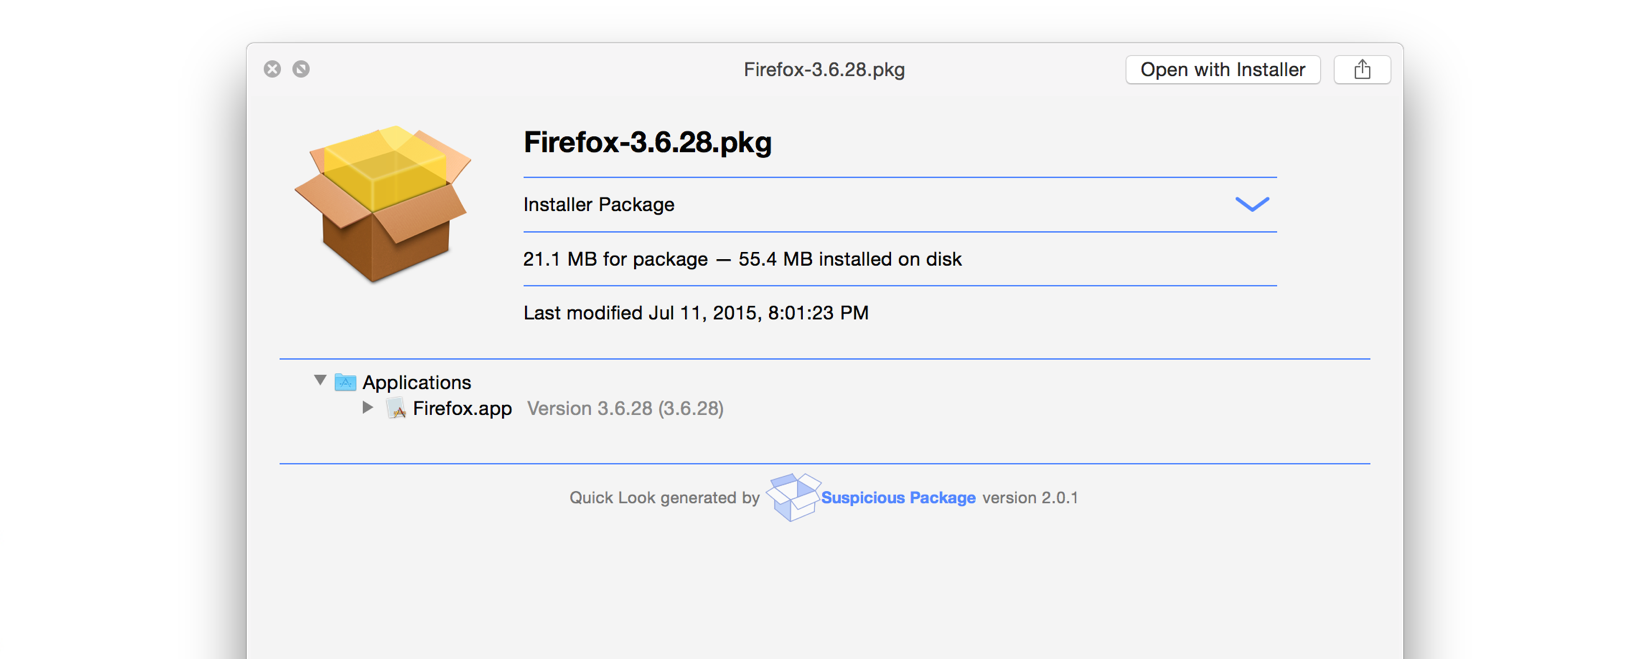 Firefox-3.6.28.pkg
Open with Installer
Firefox-3.6.28.pkg
Installer Package
21.1 MB for package — 55.4 MB installed on disk
Last modified Jul 11, 2015, 8:01:23 PM
Applications
Firefox.app Version 3.6.28 (3.6.28)
Quick Look generated by Suspicious Package version 2.0.1